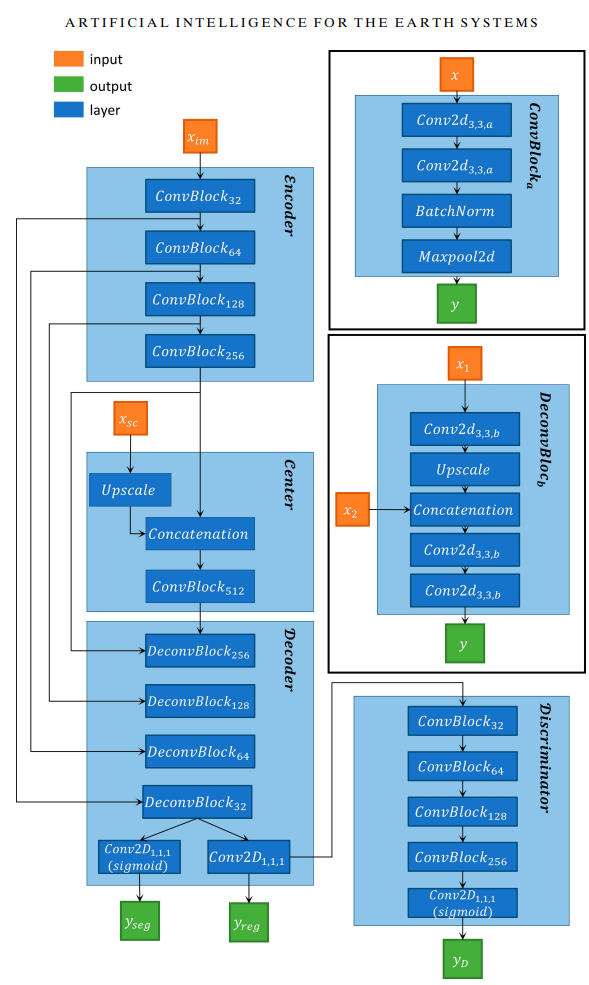 ARTIFICIAL INTELLIGENCE FOR THE EARTH SYSTEMS
input
output
layer
x_im
Encoder
ConvBlock_32
ConvBlock_64
ConvBlock_128
ConvBlock_256
x_sc
Center
Upscale
Concatenation
ConvBlock_512
Decoder
DeconvBlock_256
DeconvBlock_128
DeconvBlock_64
DeconvBlock_32
Conv2D_1,1,1
(sigmoid)
Conv2D_1,1,1
y_seg
y_reg
x
ConvBlock_a
Conv2d_3,3,a
Conv2d_3,3,a
BatchNorm
Maxpool2d
y
x_1
DeconvBloc_b
Conv2d_3,3,b
Upscale
x_2
Concatenation
Conv2d_3,3,b
Conv2d_3,3,b
y
Discriminator
ConvBlock_32
ConvBlock_64
ConvBlock_128
ConvBlock_256
Conv2D_1,1,1
(sigmoid)
y_D